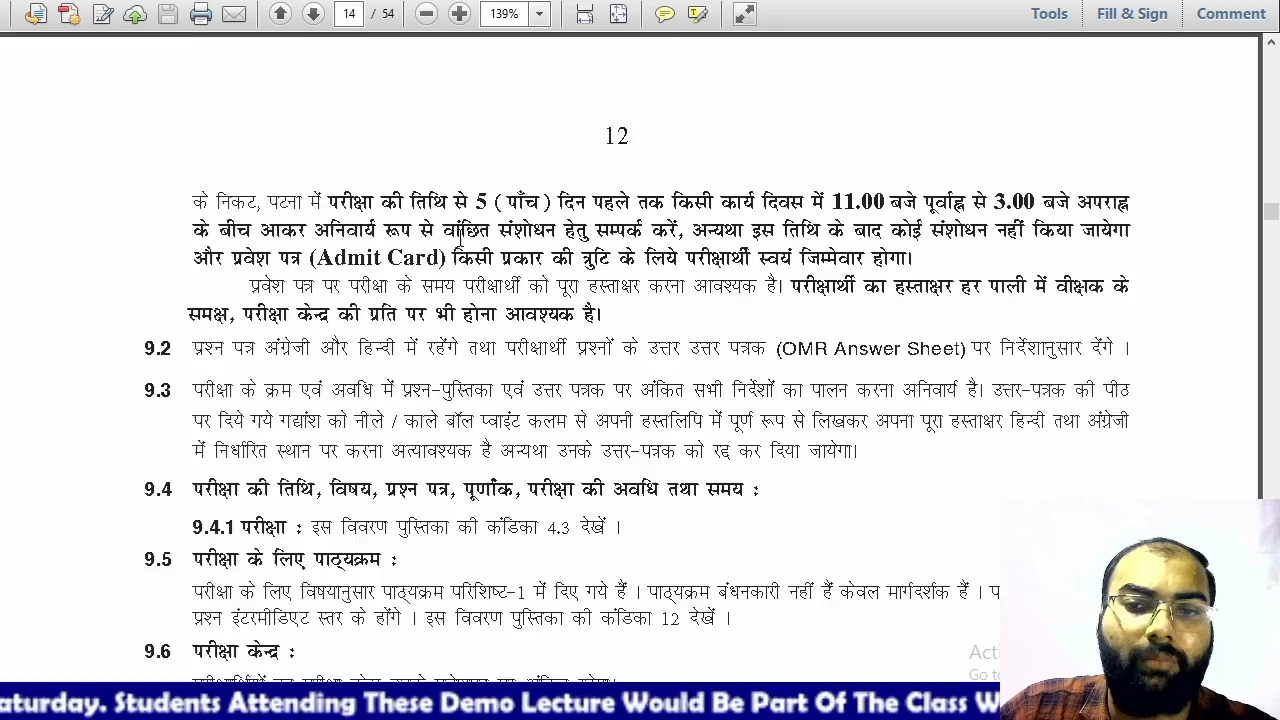 14 / 54
139%
Tools
Fill & Sign
Comment
12
के निकट, पटना में परीक्षा की तिथि से 5 (पाँच) दिन पहले तक किसी कार्य दिवस में 11.00 बजे पूर्वाह्न से 3.00 बजे अपराह्न
के बीच आकर अनिवार्य रूप से वांछित संशोधन हेतु सम्पर्क करें, अन्यथा इस तिथि के बाद कोई संशोधन नहीं किया जायेगा
और प्रवेश पत्र (Admit Card) किसी प्रकार की त्रुटि के लिये परीक्षार्थी स्वयं जिम्मेवार होगा।
प्रवेश पत्र पर परीक्षा के समय परीक्षार्थी को पूरा हस्ताक्षर करना आवश्यक है। परीक्षार्थी का हस्ताक्षर हर पाली में वीक्षक के
समक्ष, परीक्षा केन्द्र की प्रति पर भी होना आवश्यक है।
9.2 प्रश्न पत्र अंग्रेजी और हिन्दी में रहेंगे तथा परीक्षार्थी प्रश्नों के उत्तर उत्तर पत्रक (OMR Answer Sheet) पर निर्देशानुसार देंगे ।
9.3 परीक्षा के क्रम एवं अवधि में प्रश्न-पुस्तिका एवं उत्तर पत्रक पर अंकित सभी निर्देशों का पालन करना अनिवार्य है। उत्तर-पत्रक की पीठ
पर दिये गये गद्यांश को नीले / काले बॉल प्वाइंट कलम से अपनी हस्तलिपि में पूर्ण रूप से लिखकर अपना पूरा हस्ताक्षर हिन्दी तथा अंग्रेजी
में निर्धारित स्थान पर करना अत्यावश्यक है अन्यथा उनके उत्तर-पत्रक को रद्द कर दिया जायेगा।
9.4 परीक्षा की तिथि, विषय, प्रश्न पत्र, पूर्णांक, परीक्षा की अवधि तथा समय :
9.4.1 परीक्षा : इस विवरण पुस्तिका की कंडिका 4.3 देखें ।
9.5 परीक्षा के लिए पाठ्यक्रम :
परीक्षा के लिए विषयानुसार पाठ्यक्रम परिशिष्ट-1 में दिए गये हैं । पाठ्यक्रम बंधनकारी नहीं हैं केवल मार्गदर्शक हैं ।
प्रश्न इंटरमीडिएट स्तर के होंगे । इस विवरण पुस्तिका की कंडिका 12 देखें ।
9.6 परीक्षा केन्द्र :
aturday. Students Attending These Demo Lecture Would Be Part Of The Class W